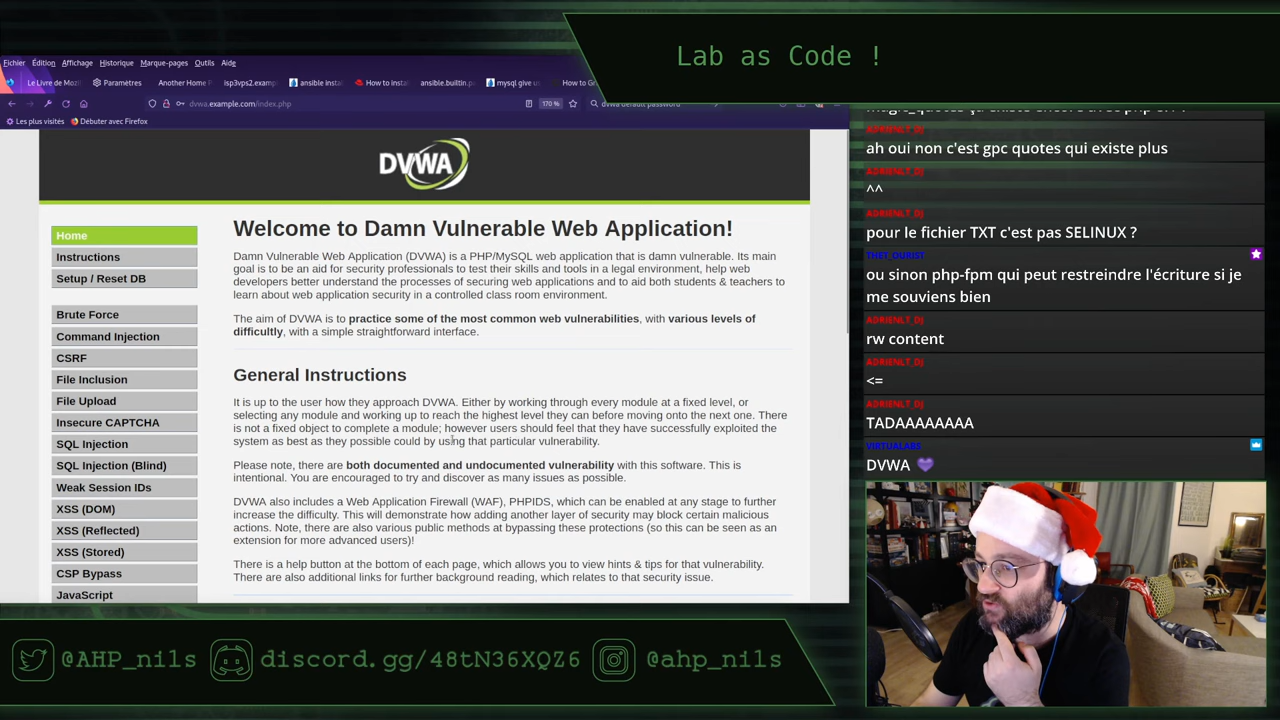 Lab as Code !
Fichier Édition Affichage Historique Marque-pages Outils Aide
Le Livre de Mozi Paramètres Another Home isp3vps2.examp ansible insta How to instal ansible.builtin.p mysql give u How to Gr
dvwa.example.com/index.php 170 % dvwa default password
Les plus visités Débuter avec Firefox
DVWA
Home
Instructions
Setup / Reset DB
Brute Force
Command Injection
CSRF
File Inclusion
File Upload
Insecure CAPTCHA
SQL Injection
SQL Injection (Blind)
Weak Session IDs
XSS (DOM)
XSS (Reflected)
XSS (Stored)
CSP Bypass
JavaScript
Welcome to Damn Vulnerable Web Application!
Damn Vulnerable Web Application (DVWA) is a PHP/MySQL web application that is damn vulnerable. Its main
goal is to be an aid for security professionals to test their skills and tools in a legal environment, help web
developers better understand the processes of securing web applications and to aid both students & teachers to
learn about web application security in a controlled class room environment.
The aim of DVWA is to practice some of the most common web vulnerabilities, with various levels of
difficultly, with a simple straightforward interface.
General Instructions
It is up to the user how they approach DVWA. Either by working through every module at a fixed level, or
selecting any module and working up to reach the highest level they can before moving onto the next one. There
is not a fixed object to complete a module; however users should feel that they have successfully exploited the
system as best as they possible could by using that particular vulnerability.
Please note, there are both documented and undocumented vulnerability with this software. This is
intentional. You are encouraged to try and discover as many issues as possible.
DVWA also includes a Web Application Firewall (WAF), PHPIDS, which can be enabled at any stage to further
increase the difficulty. This will demonstrate how adding another layer of security may block certain malicious
actions. Note, there are also various public methods at bypassing these protections (so this can be seen as an
extension for more advanced users)!
There is a help button at the bottom of each page, which allows you to view hints & tips for that vulnerability.
There are also additional links for further background reading, which relates to that security issue.
ADRIENLT_DJ
ah oui non c'est gpc quotes qui existe plus
ADRIENLT_DJ
^^
ADRIENLT_DJ
pour le fichier TXT c'est pas SELINUX ?
THET_OURIST
ou sinon php-fpm qui peut restreindre l'écriture si je
me souviens bien
ADRIENLT_DJ
rw content
ADRIENLT_DJ
<=
ADRIENLT_DJ
TADAAAAAAAA
VIRTUALABS
DVWA 💜
@AHP_nils discord.gg/48tN36XQZ6 @ahp_nils